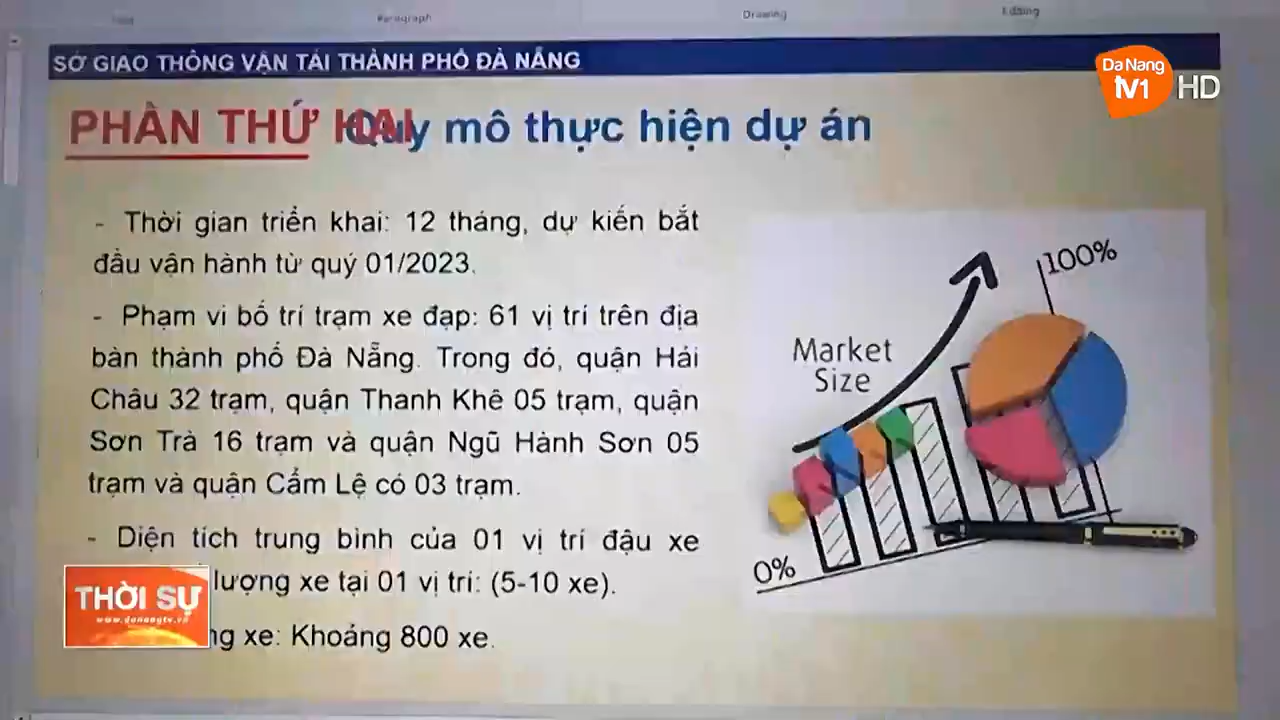 Paragraph
Drawing
Editing
SỞ GIAO THÔNG VẬN TẢI THÀNH PHỐ ĐÀ NẴNG
Da Nang
TV1 HD
PHẦN THỨ HAI Quy mô thực hiện dự án
- Thời gian triển khai: 12 tháng, dự kiến bắt
đầu vận hành từ quý 01/2023.
- Phạm vi bố trí trạm xe đạp: 61 vị trí trên địa
bàn thành phố Đà Nẵng. Trong đó, quận Hải
Châu 32 trạm, quận Thanh Khê 05 trạm, quận
Sơn Trà 16 trạm và quận Ngũ Hành Sơn 05
trạm và quận Cẩm Lệ có 03 trạm.
- Diện tích trung bình của 01 vị trí đậu xe
lượng xe tại 01 vị trí: (5-10 xe).
ng xe: Khoảng 800 xe.
100%
Market
Size
0%
THỜI SỰ
www.danangtv.vn